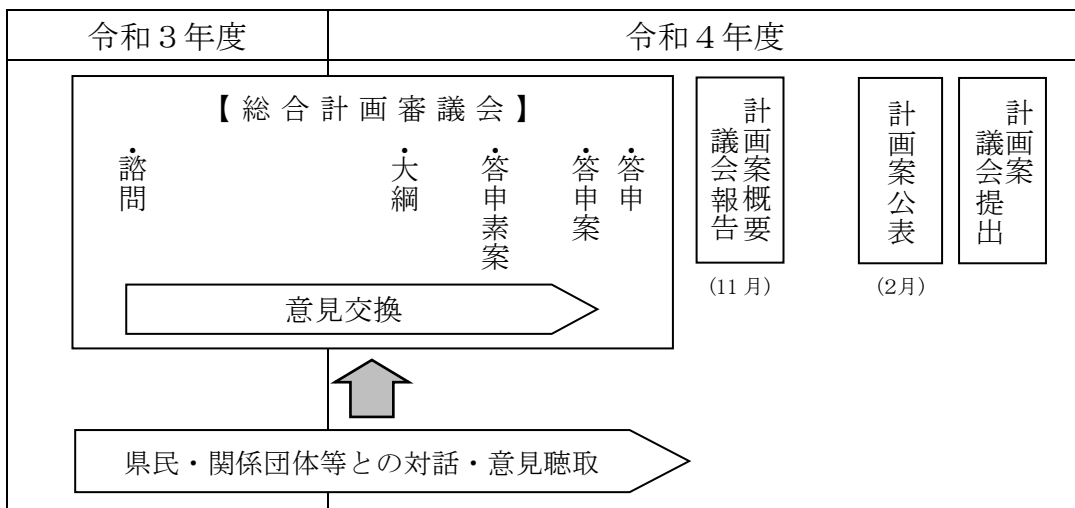 令和３年度
令和４年度
【総合計画審議会】
・諮問
・大綱
・答申素案
・答申案
・答申
意見交換
計画案概要
議会報告
(11月)
計画案公表
(2月)
計画案
議会提出
県民・関係団体等との対話・意見聴取